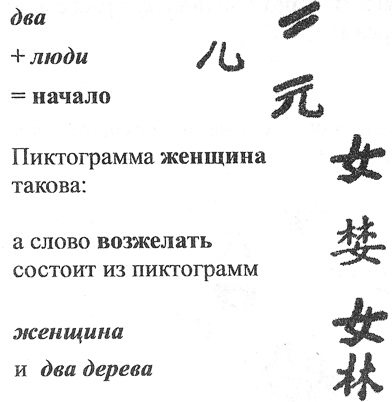 два 二
+ люди 儿
= начало 元
Пиктограмма женщина 女
такова:
а слово возжелать 婪
состоит из пиктограмм
женщина 女
и два дерева 林